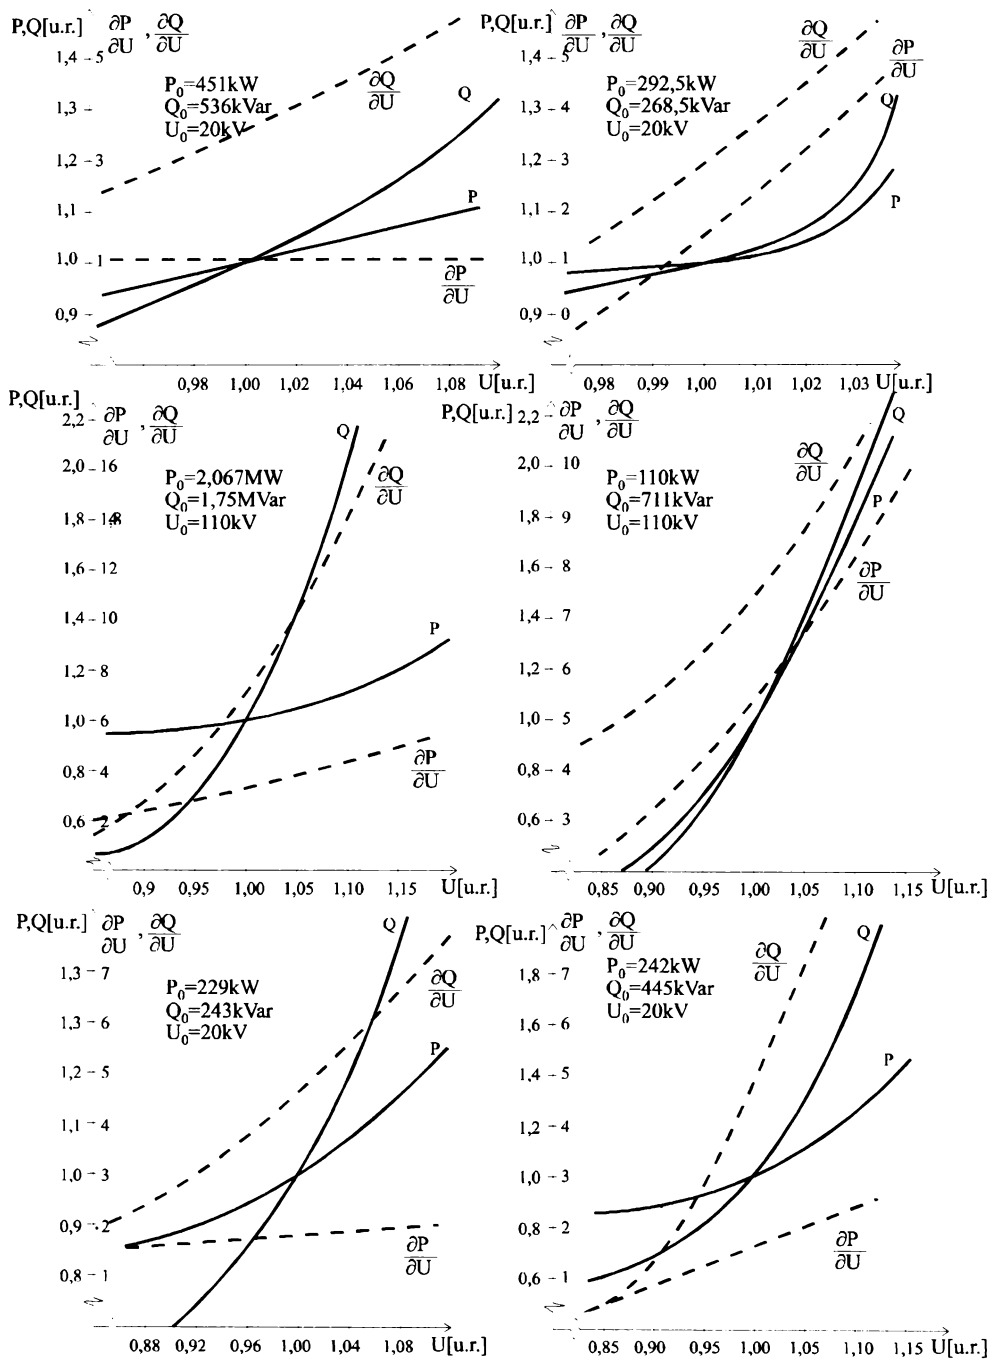 P,Q[u.r.] ∂P/∂U , ∂Q/∂U
1,4 – 5
P₀=451kW
Q₀=536kVar
U₀=20kV
∂Q/∂U
Q
1,3
1,2 – 3
1,1
P
1,0 – 1
∂P/∂U
0,9
0,98 1,00 1,02 1,04 1,06 1,08 U[u.r.]
P,Q[u.r.] ∂P/∂U , ∂Q/∂U
1,4 – 5
P₀=292,5kW
Q₀=268,5kVar
U₀=20kV
∂Q/∂U
∂P/∂U
Q
1,3 – 4
1,2 – 3
1,1 – 2
P
1,0 – 1
0,9 – 0
0,98 0,99 1,00 1,01 1,02 1,03 U[u.r.]
P,Q[u.r.] ∂P/∂U , ∂Q/∂U
2,2
Q
2,0 – 16
P₀=2,067MW
Q₀=1,75MVar
U₀=110kV
∂Q/∂U
1,8 –
1,6 – 12
1,4 – 10
P
1,2 – 8
1,0 – 6
0,8 – 4
∂P/∂U
0,6 – 2
0,9 0,95 1,00 1,05 1,10 1,15 U[u.r.]
P,Q[u.r.] ∂P/∂U , ∂Q/∂U
2,2
Q
2,0 – 10
P₀=110kW
Q₀=711kVar
U₀=110kV
∂Q/∂U
P
1,8 – 9
1,6 – 8
∂P/∂U
1,4 – 7
1,2 – 6
1,0 – 5
0,8 – 4
0,6 – 3
0,85 0,90 0,95 1,00 1,05 1,10 1,15 U[u.r.]
P,Q[u.r.] ∂P/∂U , ∂Q/∂U
Q
1,3 – 7
P₀=229kW
Q₀=243kVar
U₀=20kV
∂Q/∂U
1,3 – 6
P
1,2 – 5
1,1 – 4
1,0 – 3
0,9 – 2
∂P/∂U
0,8 – 1
0,88 0,92 0,96 1,00 1,04 1,08 U[u.r.]
P,Q[u.r.] ∂P/∂U , ∂Q/∂U
Q
1,8 – 7
P₀=242kW
Q₀=445kVar
U₀=20kV
∂Q/∂U
1,6 – 6
P
1,4 – 5
1,2 – 4
1,0 – 3
0,8 – 2
∂P/∂U
0,6 – 1
0,85 0,90 0,95 1,00 1,05 1,10 1,15 U[u.r.]